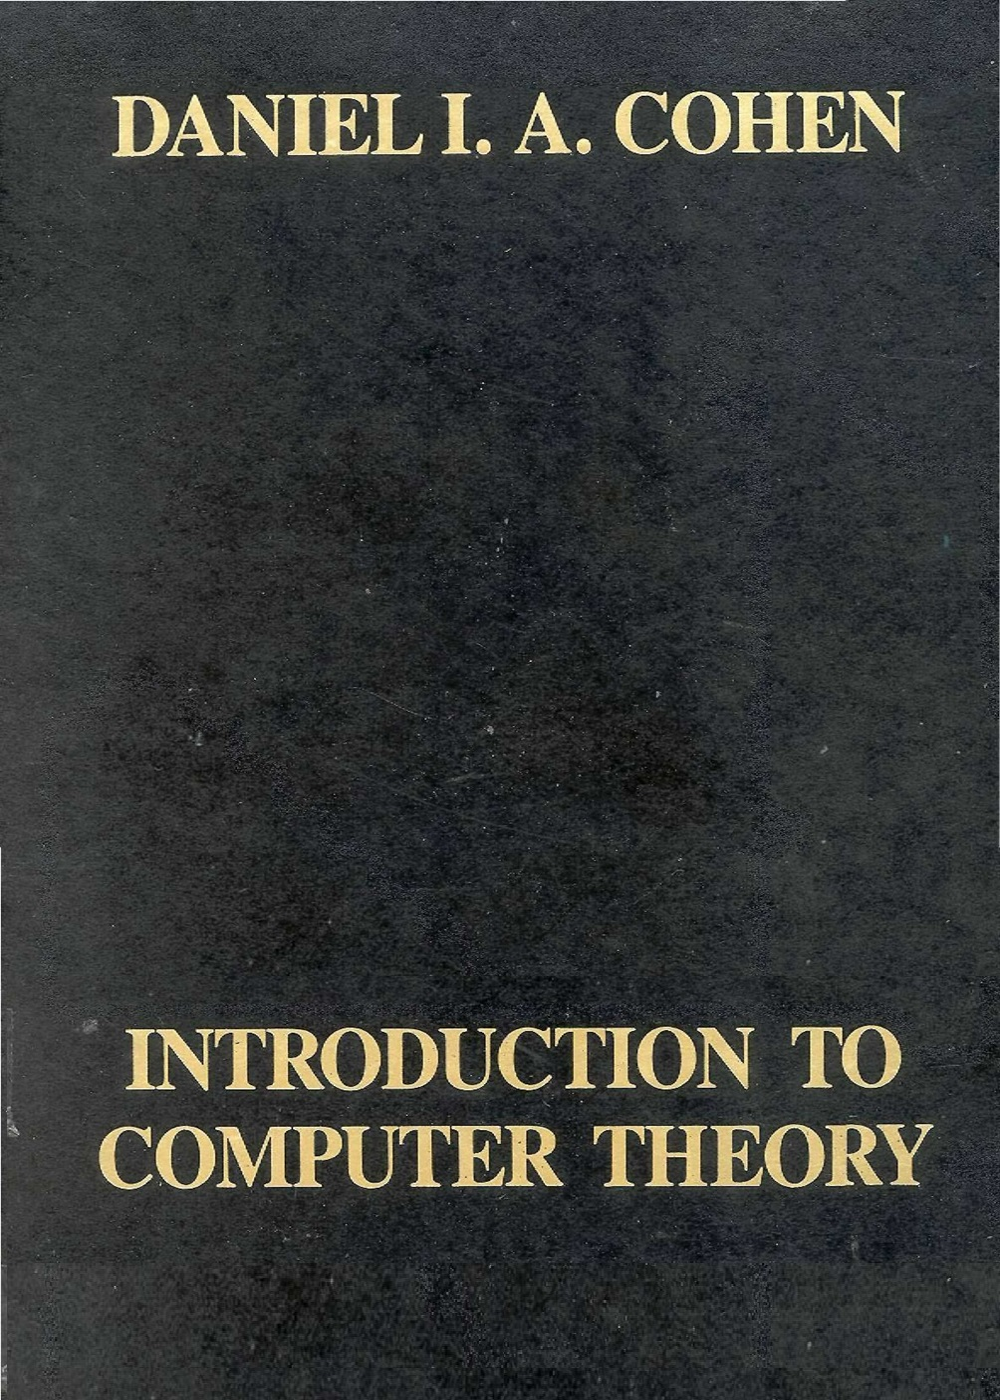 DANIEL I. A. COHEN
INTRODUCTION TO
COMPUTER THEORY